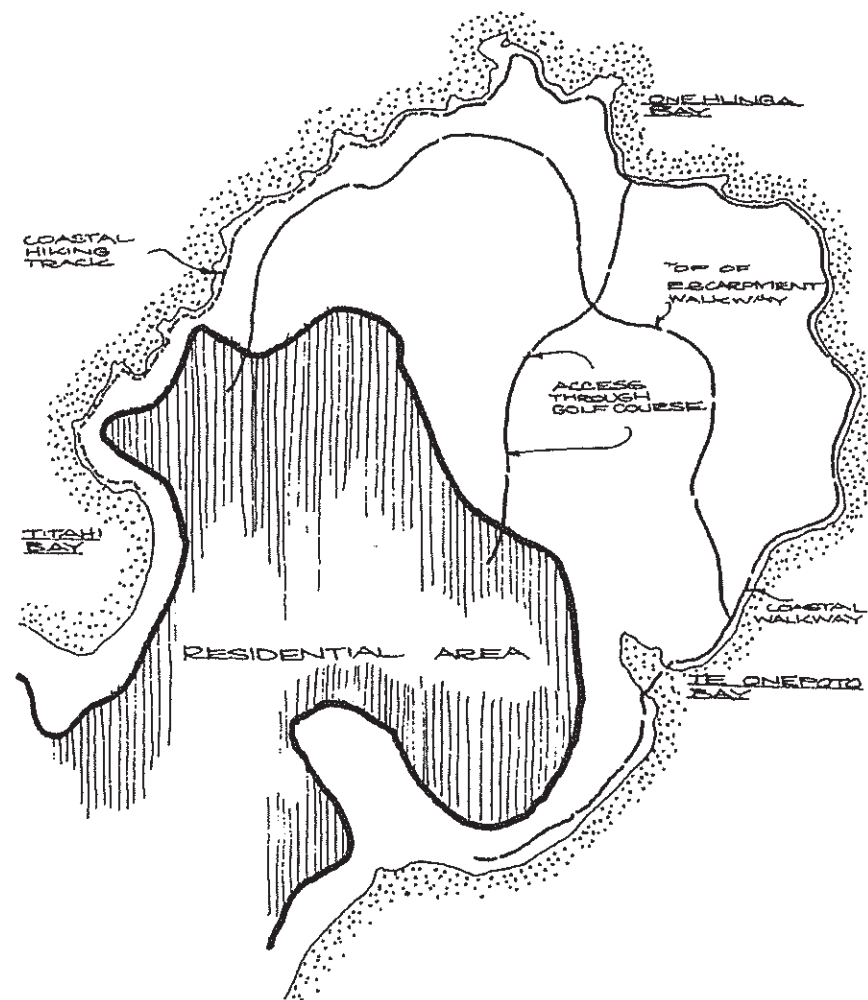 ONEHUNGA
BAY
COASTAL
HIKING
TRACK
TOP OF
ESCARPMENT
WALKWAY
ACCESS
THROUGH
GOLF COURSE
TITAHI
BAY
COASTAL
WALKWAY
RESIDENTIAL AREA
TE ONEPOTO
BAY